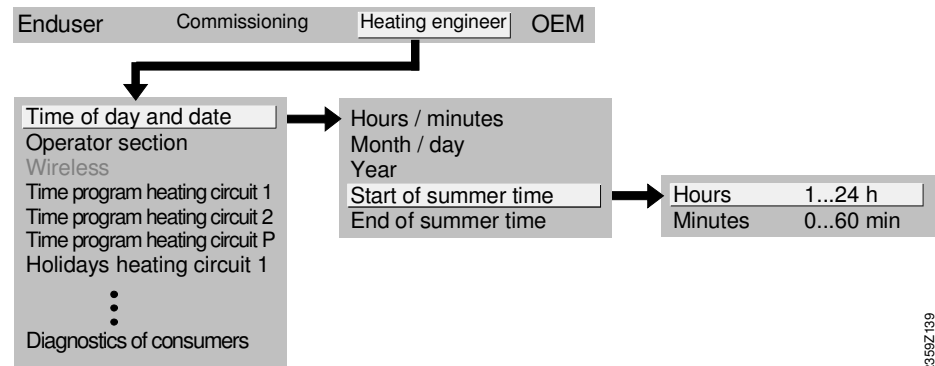 Enduser Commissioning Heating engineer OEM
Time of day and date
Operator section
Wireless
Time program heating circuit 1
Time program heating circuit 2
Time program heating circuit P
Holidays heating circuit 1
Diagnostics of consumers
Hours / minutes
Month / day
Year
Start of summer time
End of summer time
Hours 1...24 h
Minutes 0...60 min
2359Z139